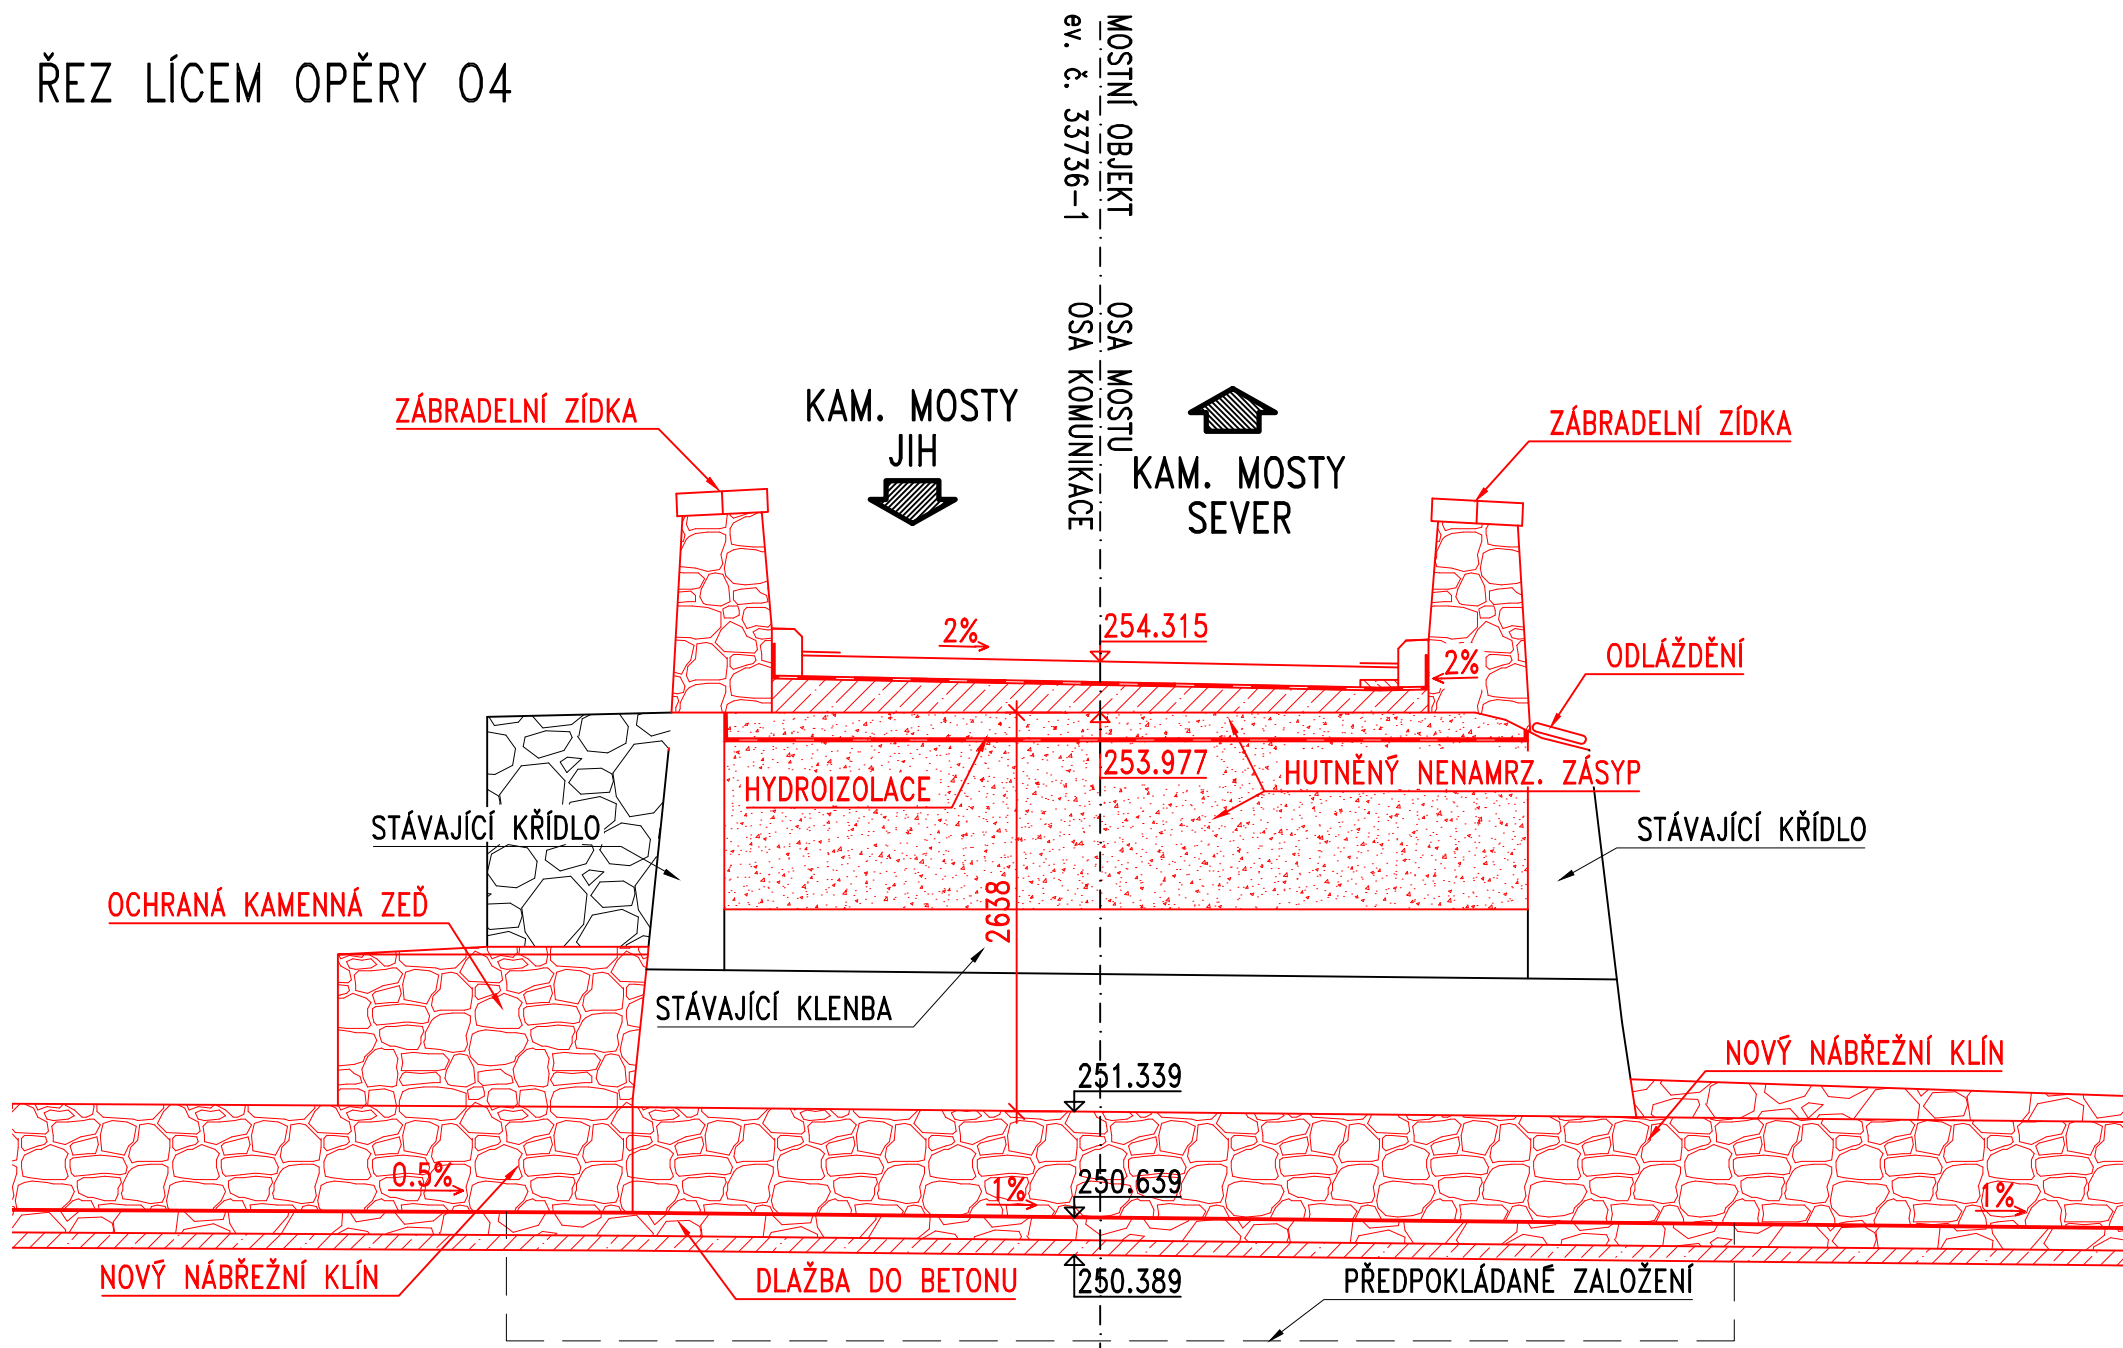 ŘEZ LÍCEM OPĚRY O4
MOSTNÍ OBJEKT
ev. č. 33736-1
OSA MOSTU
OSA KOMUNIKACE
KAM. MOSTY
JIH
KAM. MOSTY
SEVER
ZÁBRADELNÍ ZÍDKA
ZÁBRADELNÍ ZÍDKA
2%
254.315
2%
ODLÁŽDĚNÍ
253.977
HYDROIZOLACE
HUTNĚNÝ NENAMRZ. ZÁSYP
STÁVAJÍCÍ KŘÍDLO
STÁVAJÍCÍ KŘÍDLO
OCHRANÁ KAMENNÁ ZEĎ
2638
STÁVAJÍCÍ KLENBA
251.339
NOVÝ NÁBŘEŽNÍ KLÍN
0.5%
1%
250.639
1%
NOVÝ NÁBŘEŽNÍ KLÍN
DLAŽBA DO BETONU
250.389
PŘEDPOKLÁDANÉ ZALOŽENÍ